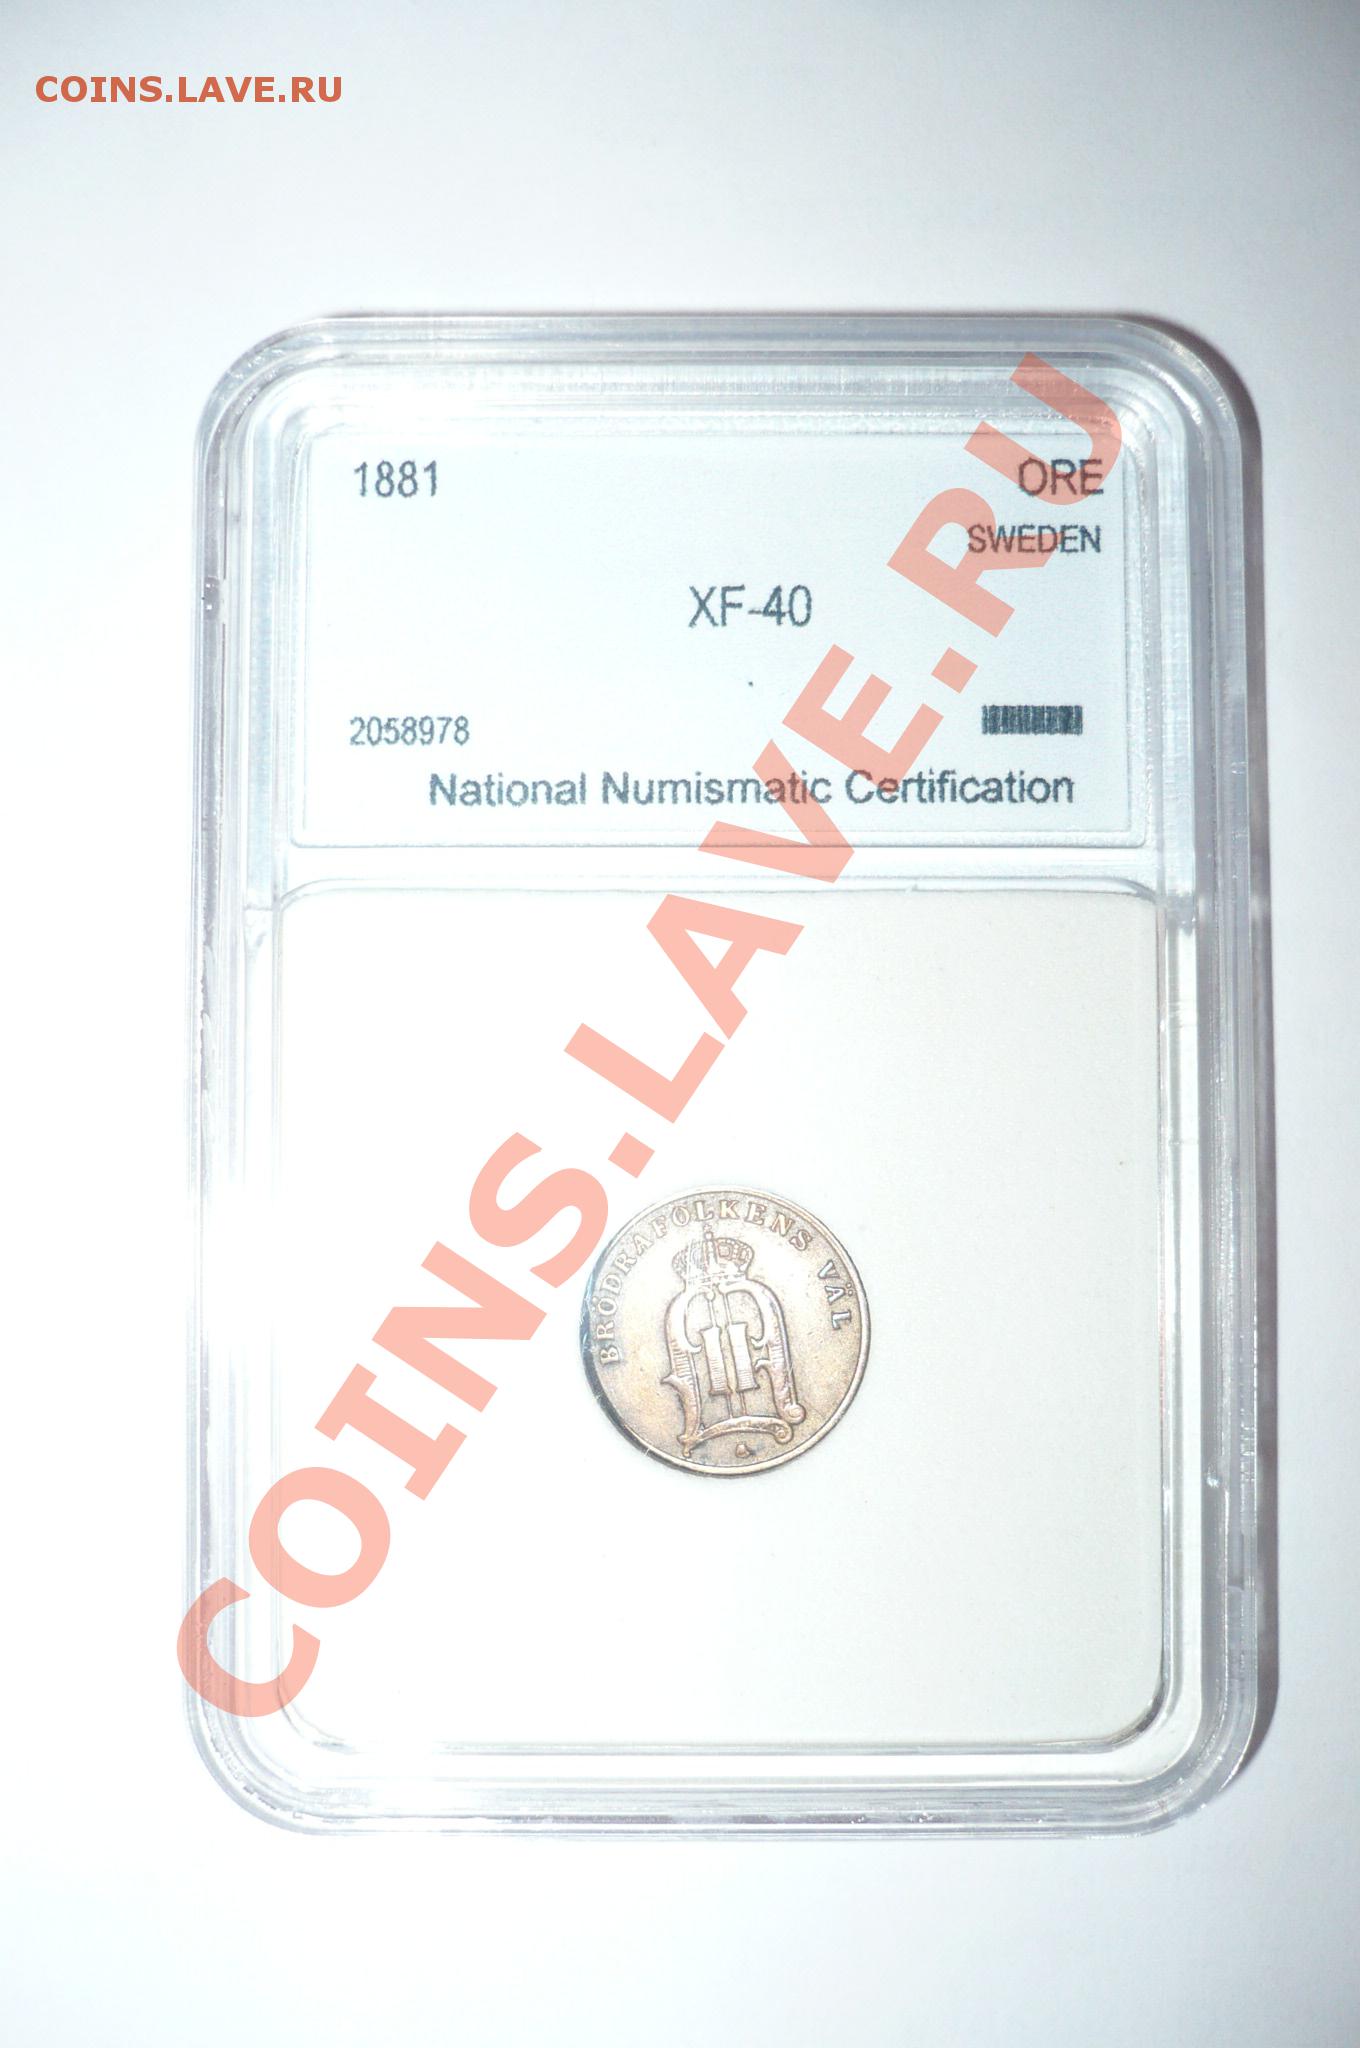 COINS.LAVE.RU
1881
ORE
SWEDEN
XF-40
2058978
National Numismatic Certification
COINS.LAVE.RU
BRÖDRAFOLKENS VÄL